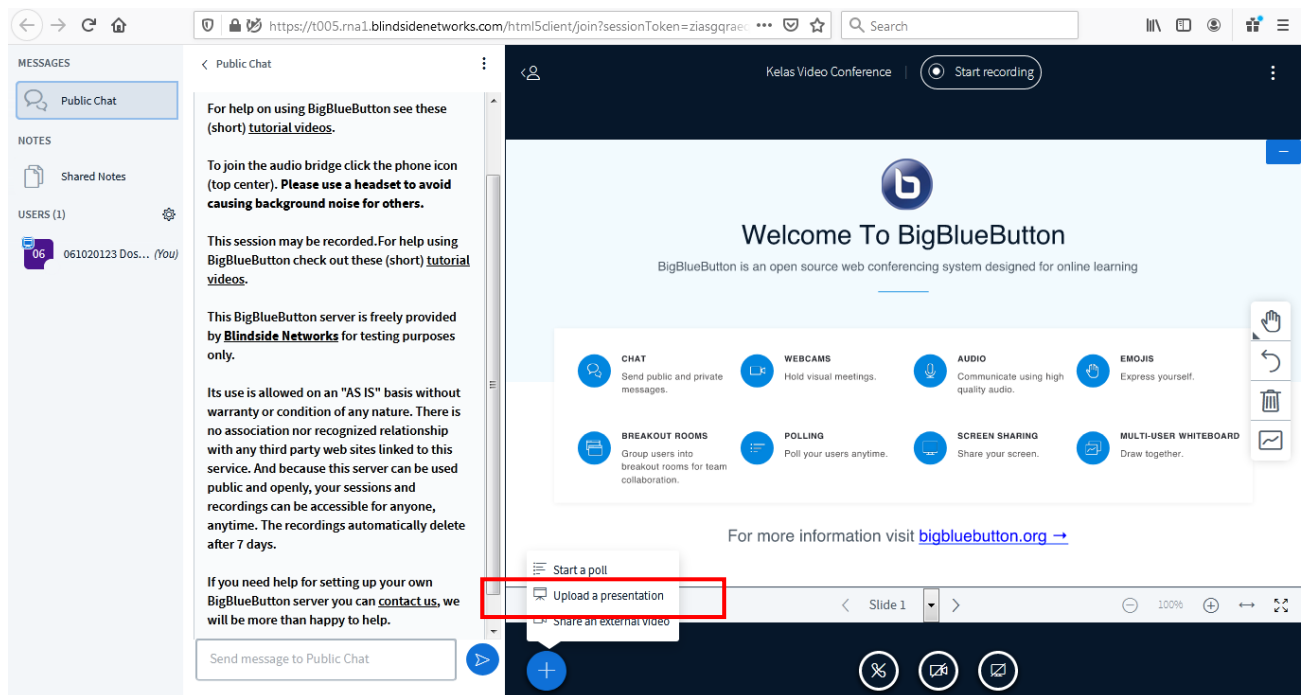 https://t005.rna1.blindsidenetworks.com/html5client/join?sessionToken=ziasgqraec
Search
MESSAGES
Public Chat
NOTES
Shared Notes
USERS (1)
06
061020123 Dos... (You)
Public Chat
For help on using BigBlueButton see these
(short) tutorial videos.
To join the audio bridge click the phone icon
(top center). Please use a headset to avoid
causing background noise for others.
This session may be recorded.For help using
BigBlueButton check out these (short) tutorial
videos.
This BigBlueButton server is freely provided
by Blindside Networks for testing purposes
only.
Its use is allowed on an "AS IS" basis without
warranty or condition of any nature. There is
no association nor recognized relationship
with any third party web sites linked to this
service. And because this server can be used
public and openly, your sessions and
recordings can be accessible for anyone,
anytime. The recordings automatically delete
after 7 days.
If you need help for setting up your own
BigBlueButton server you can contact us, we
will be more than happy to help.
Send message to Public Chat
Kelas Video Conference
Start recording
Welcome To BigBlueButton
BigBlueButton is an open source web conferencing system designed for online learning
CHAT
Send public and private
messages.
WEBCAMS
Hold visual meetings.
AUDIO
Communicate using high
quality audio.
EMOJIS
Express yourself.
BREAKOUT ROOMS
Group users into
breakout rooms for team
collaboration.
POLLING
Poll your users anytime.
SCREEN SHARING
Share your screen.
MULTI-USER WHITEBOARD
Draw together.
For more information visit bigbluebutton.org →
Start a poll
Upload a presentation
Share an external video
Slide 1
100%